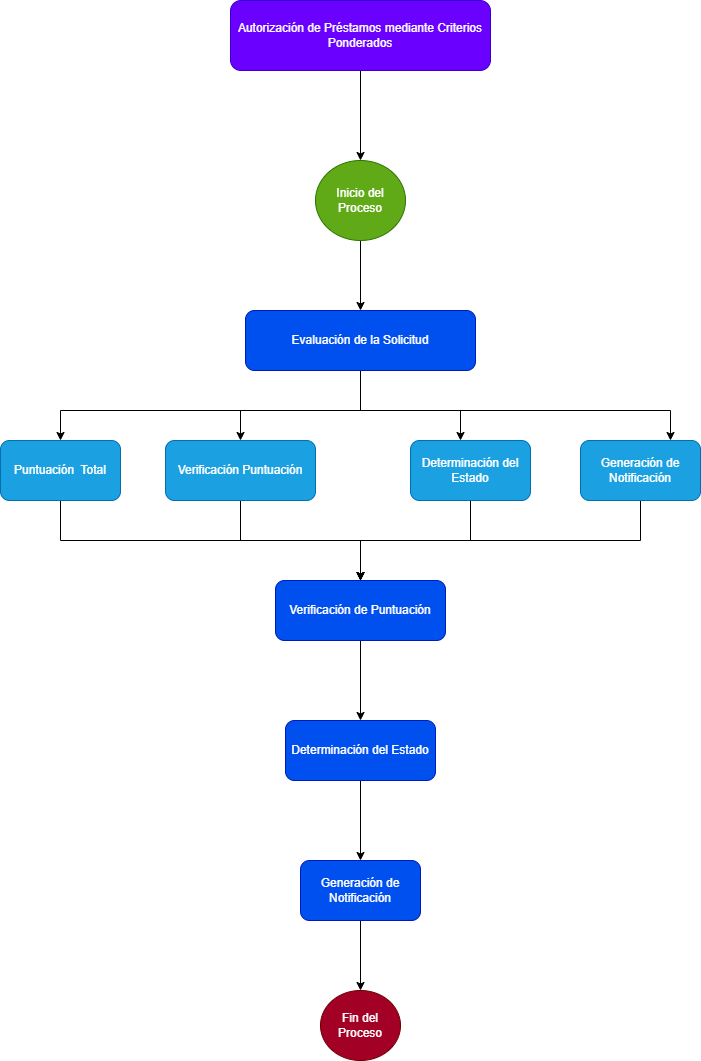 Autorización de Préstamos mediante Criterios
Ponderados
Inicio del
Proceso
Evaluación de la Solicitud
Puntuación Total
Verificación Puntuación
Determinación del
Estado
Generación de
Notificación
Verificación de Puntuación
Determinación del Estado
Generación de
Notificación
Fin del
Proceso